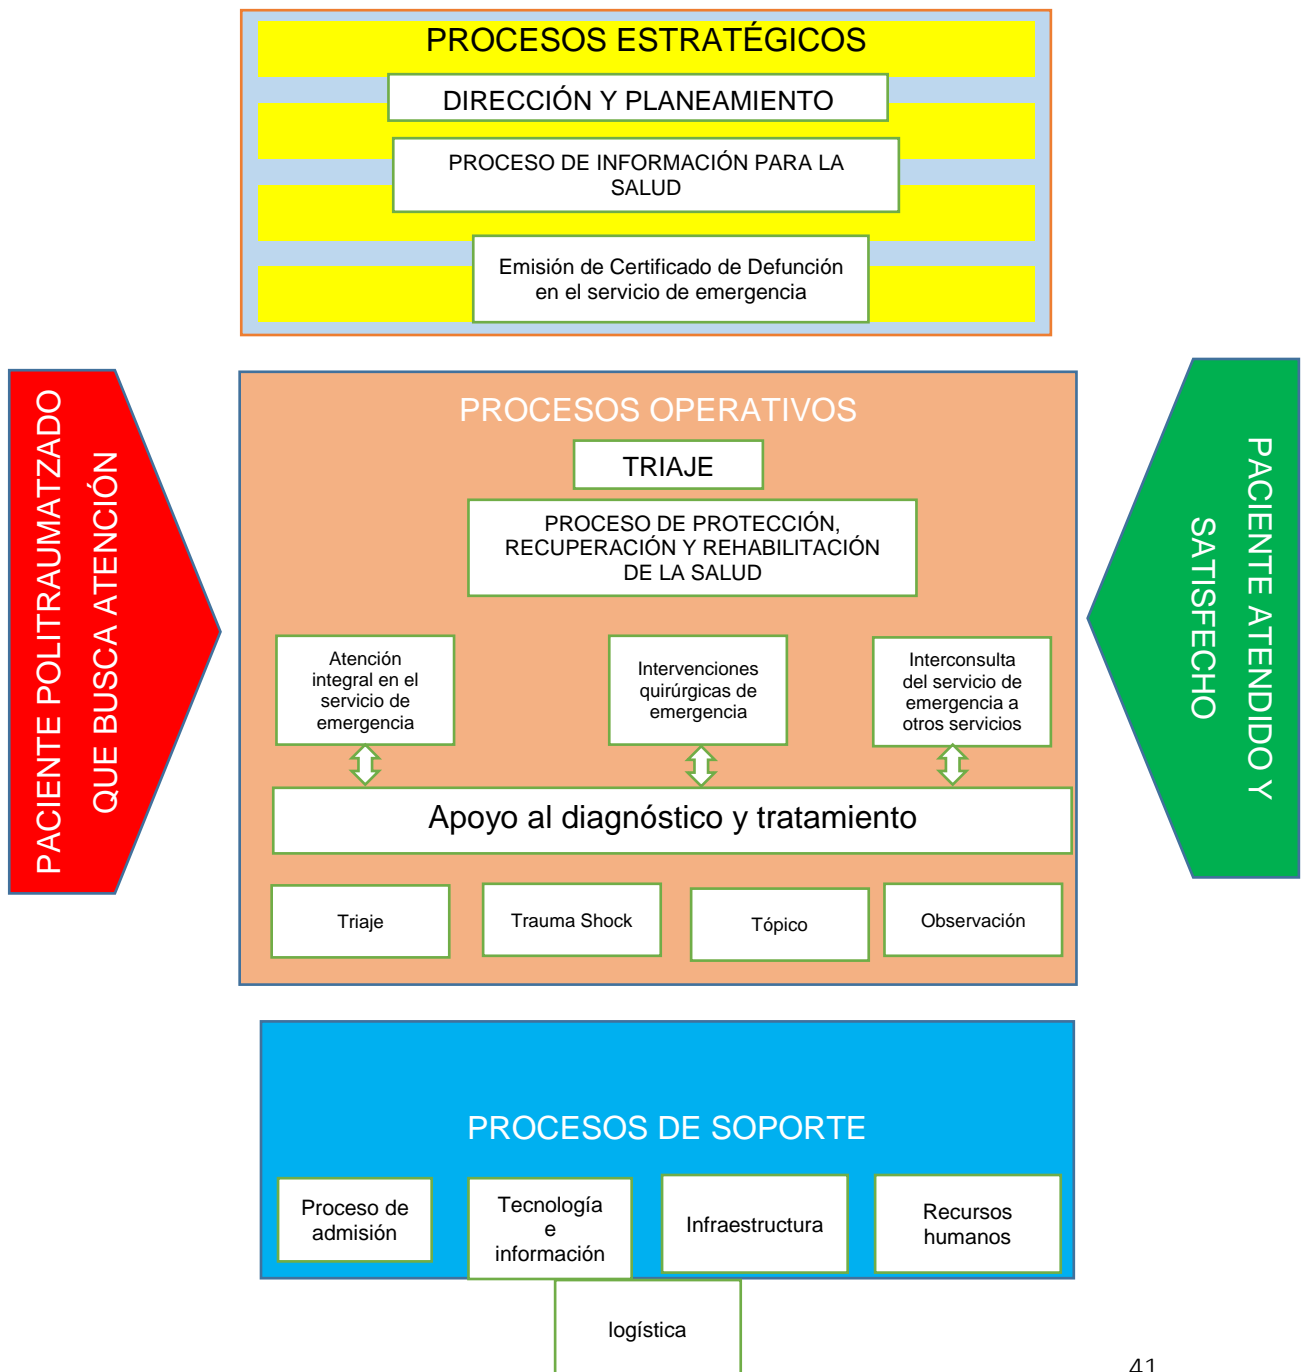 PROCESOS ESTRATÉGICOS
DIRECCIÓN Y PLANEAMIENTO
PROCESO DE INFORMACIÓN PARA LA
SALUD
Emisión de Certificado de Defunción
en el servicio de emergencia
PACIENTE POLITRAUMATZADO
QUE BUSCA ATENCIÓN
PROCESOS OPERATIVOS
TRIAJE
PROCESO DE PROTECCIÓN,
RECUPERACIÓN Y REHABILITACIÓN
DE LA SALUD
Atención
integral en el
servicio de
emergencia
Intervenciones
quirúrgicas de
emergencia
Interconsulta
del servicio de
emergencia a
otros servicios
Apoyo al diagnóstico y tratamiento
Triaje
Trauma Shock
Tópico
Observación
PACIENTE ATENDIDO Y
SATISFECHO
PROCESOS DE SOPORTE
Proceso de
admisión
Tecnología
e
información
Infraestructura
Recursos
humanos
logística
41